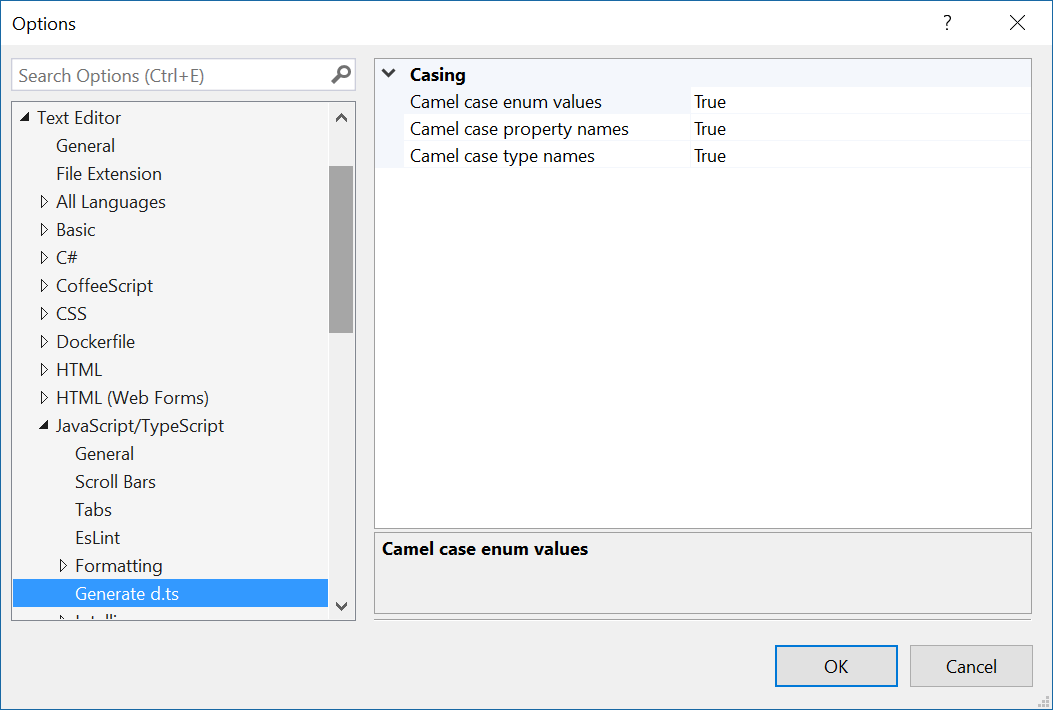 Options
?
Search Options (Ctrl+E)
Text Editor
General
File Extension
All Languages
Basic
C#
CoffeeScript
CSS
Dockerfile
HTML
HTML (Web Forms)
JavaScript/TypeScript
General
Scroll Bars
Tabs
EsLint
Formatting
Generate d.ts
Casing
Camel case enum values True
Camel case property names True
Camel case type names True
Camel case enum values
OK
Cancel